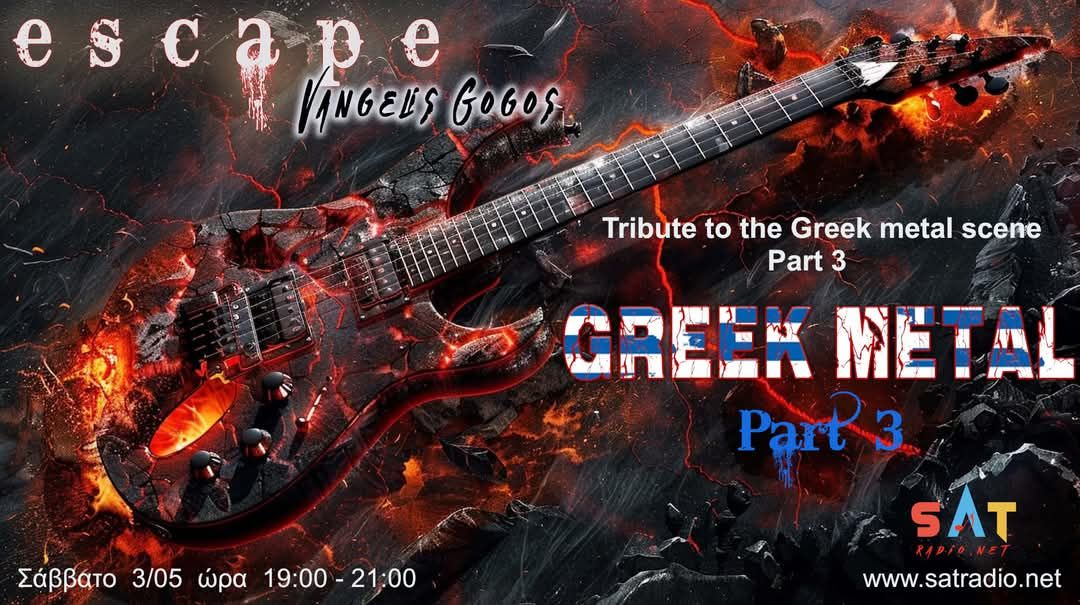 escape
Vangelis Gogos
Tribute to the Greek metal scene
Part 3
GREEK METAL
Part 3
SAT
RADIO.NET
Σάββατο 3/05 ώρα 19:00 - 21:00
www.satradio.net